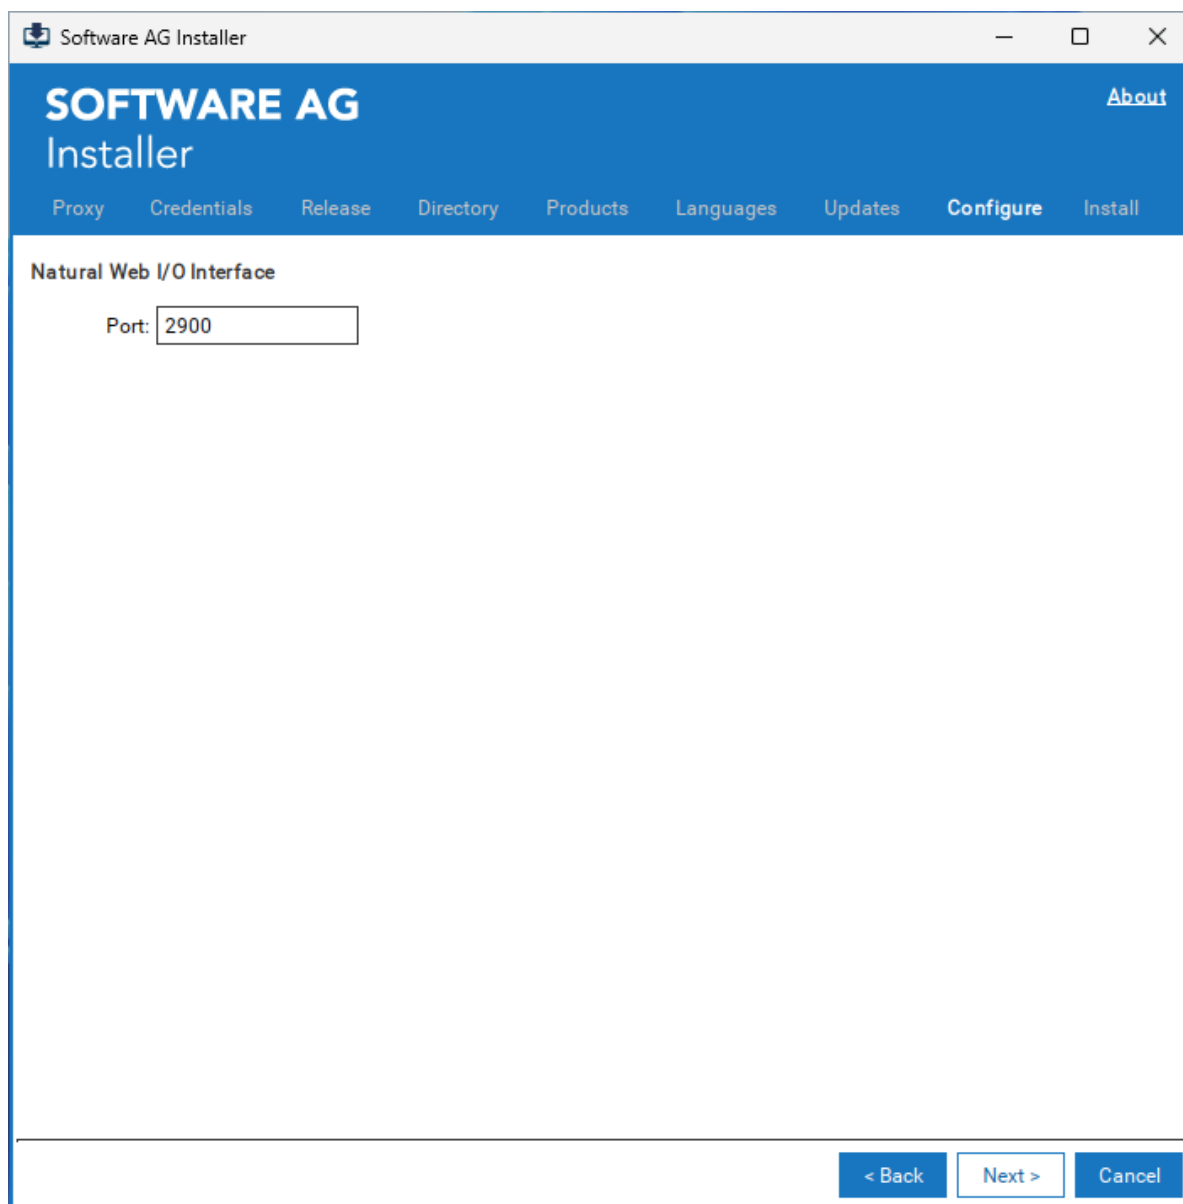 Software AG Installer
SOFTWARE AG
About
Installer
Proxy Credentials Release Directory Products Languages Updates Configure Install
Natural Web I/O Interface
Port: 2900
< Back Next > Cancel